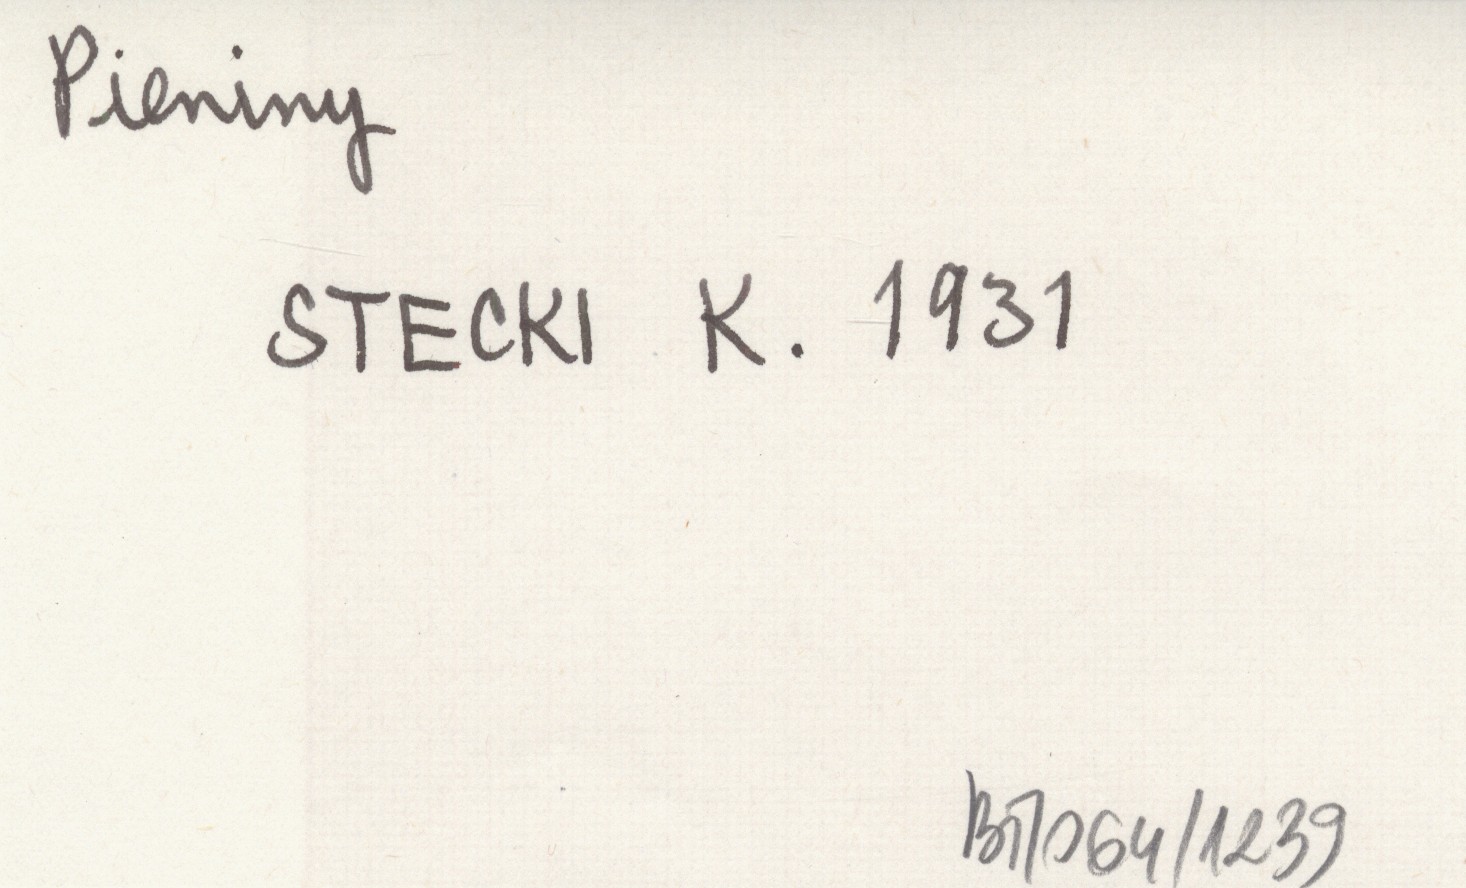 Pieniny
STECKI K. 1931
BT/064/1239